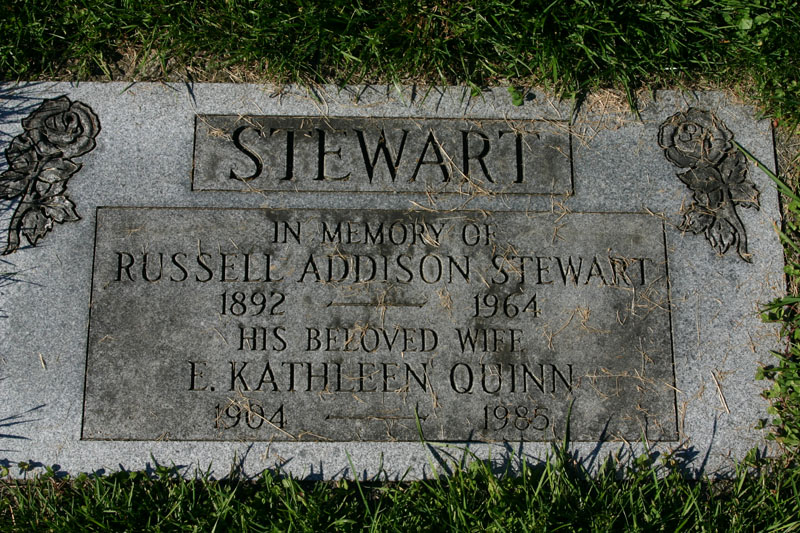 STEWART
IN MEMORY OF
RUSSELL ADDISON STEWART
1892 — 1964
HIS BELOVED WIFE
E. KATHLEEN QUINN
1904 — 1985